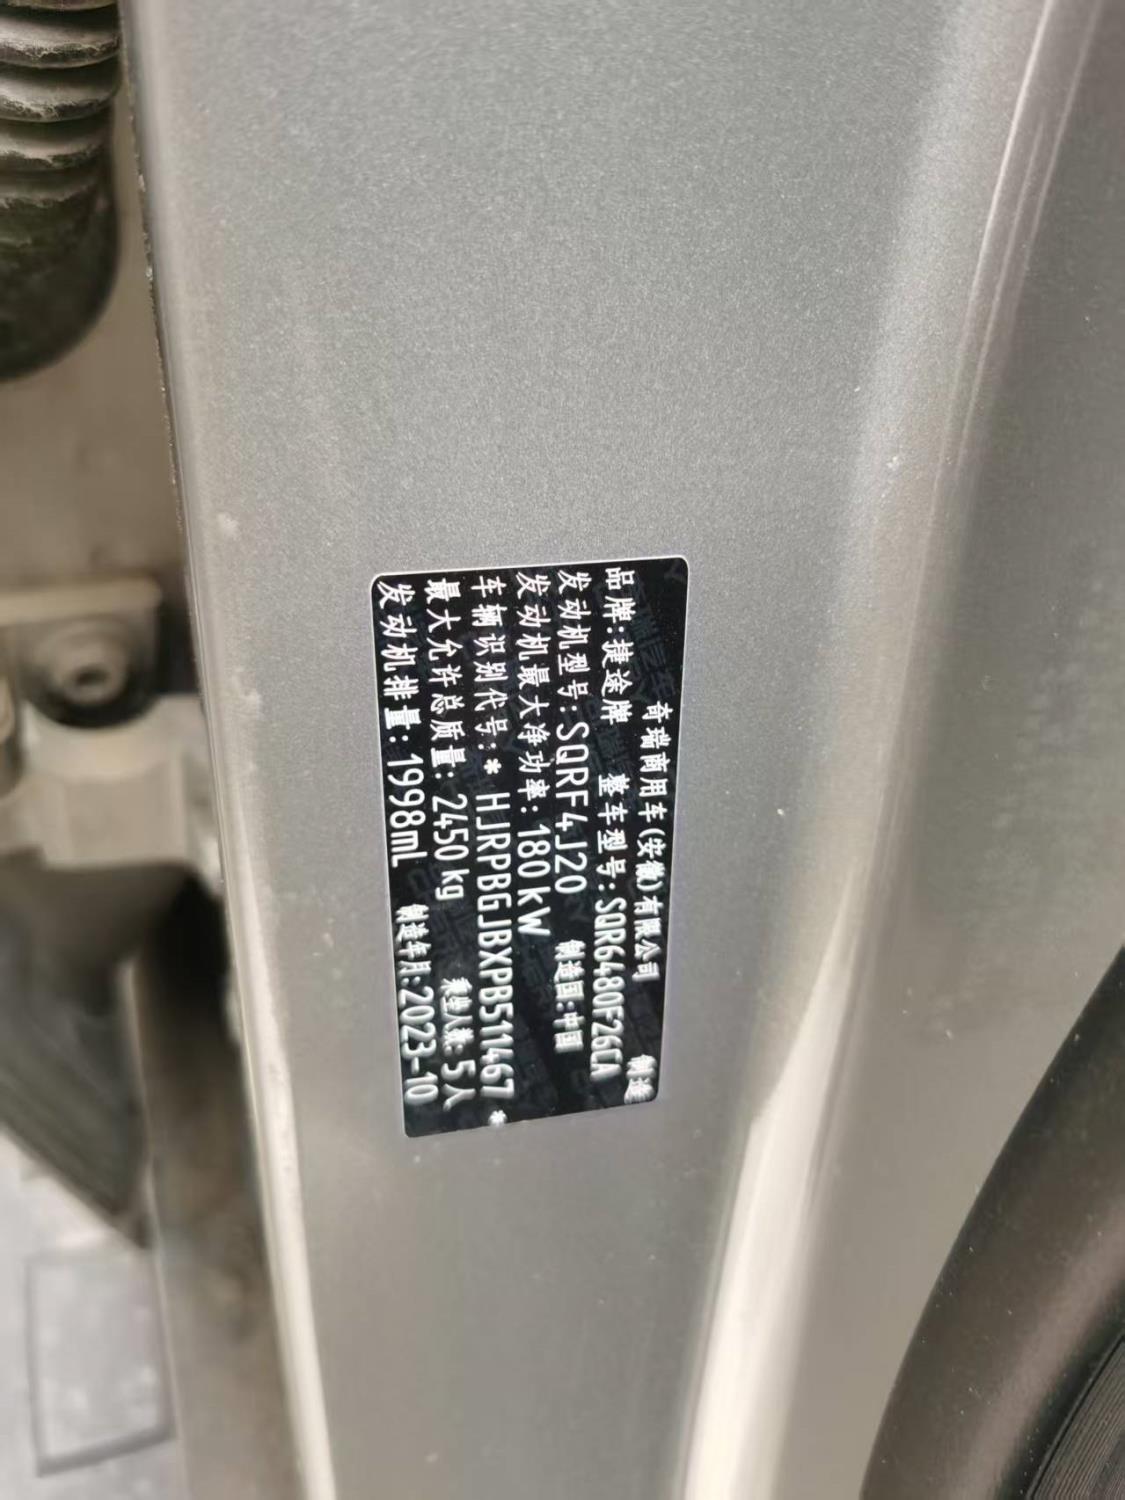 奇瑞商用车(安徽)有限公司 制造
品牌:捷途牌 整车型号:SQR6480F26CA
发动机型号:SQRF4J20 制造国:中国
发动机最大净功率:180kW
车辆识别代号:*HJRPBGJBXPB511467*
最大允许总质量:2450kg 乘坐人数:5人
发动机排量:1998mL 制造年月:2023-10